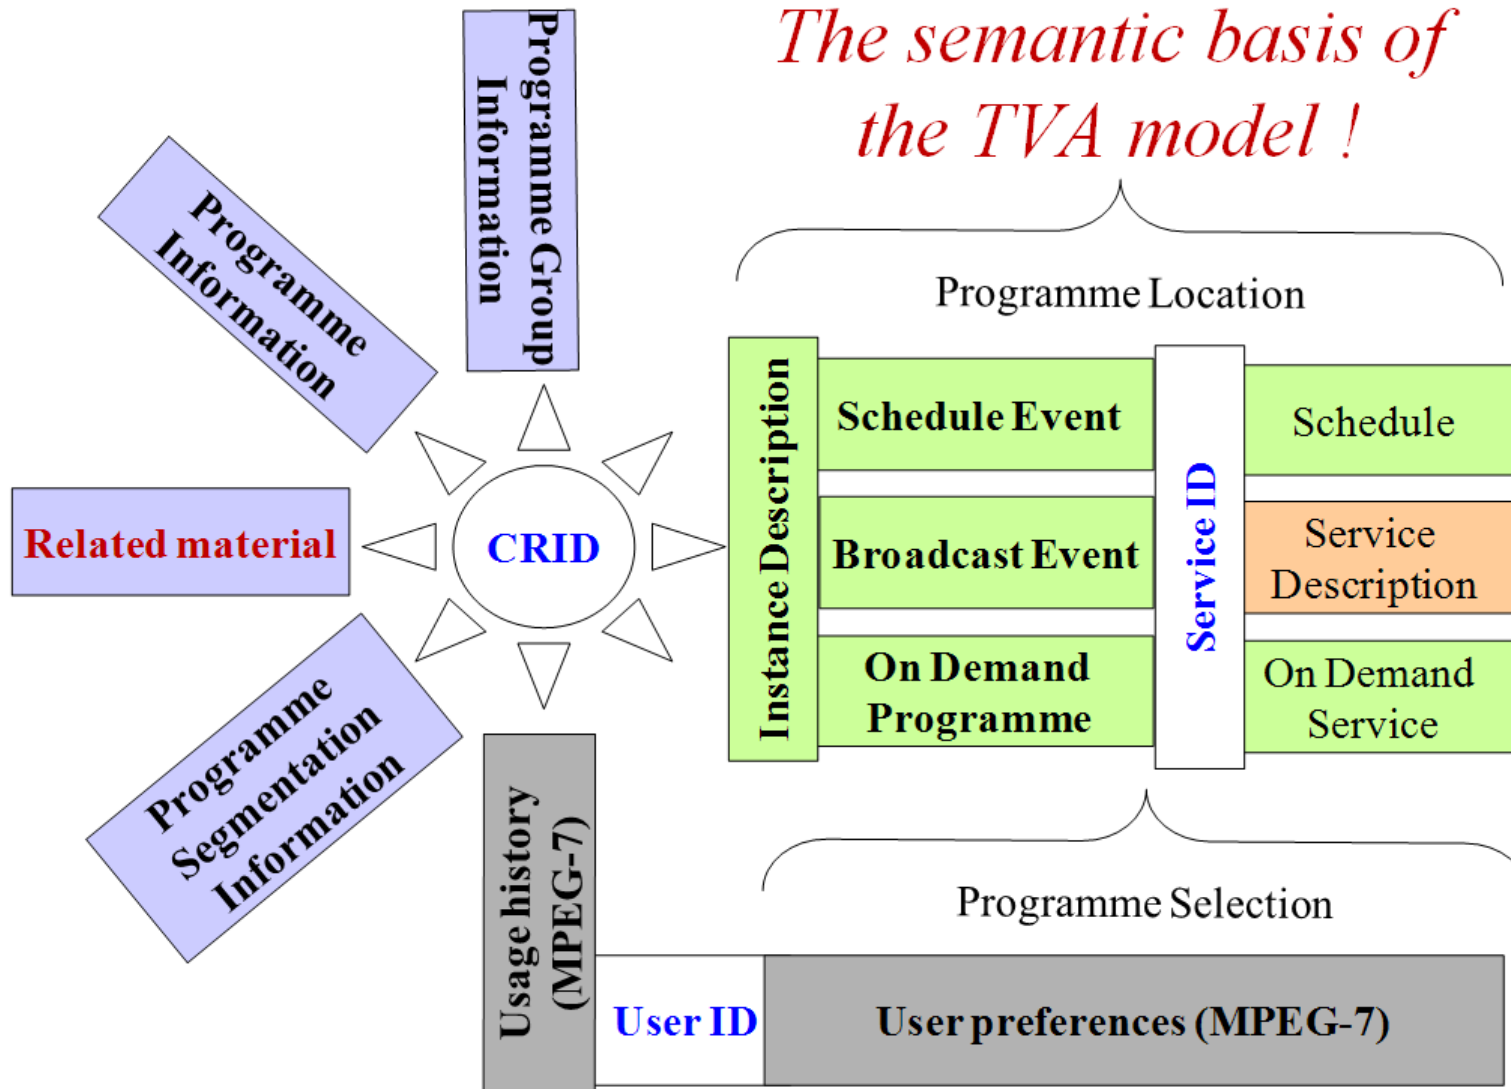 The semantic basis of
the TVA model !
Programme Group
Information
Programme
Information
Related material
Programme
Segmentation
Information
CRID
Programme Location
Instance Description
Schedule Event
Broadcast Event
On Demand
Programme
Service ID
Schedule
Service
Description
On Demand
Service
Programme Selection
Usage history
(MPEG-7)
User ID
User preferences (MPEG-7)